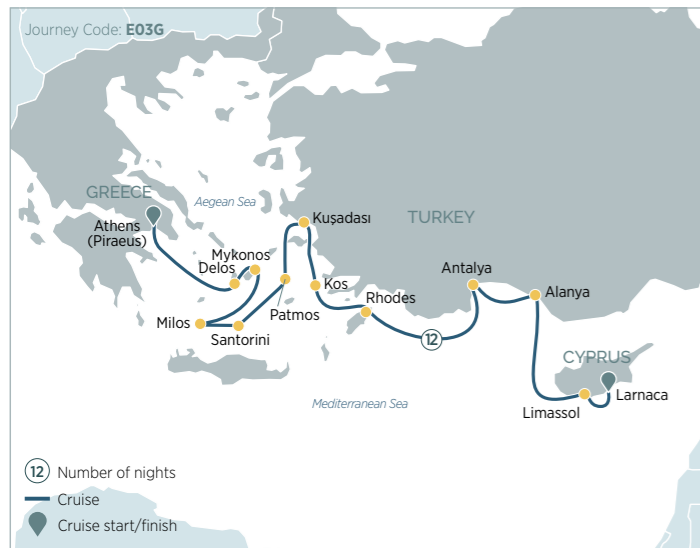 Journey Code: E03G
GREECE
Aegean Sea
Athens
(Piraeus)
Kuşadası
TURKEY
Mykonos
Delos
Antalya
Kos
Rhodes
Alanya
Patmos
Milos
Santorini
12
CYPRUS
Larnaca
Limassol
Mediterranean Sea
12 Number of nights
Cruise
Cruise start/finish